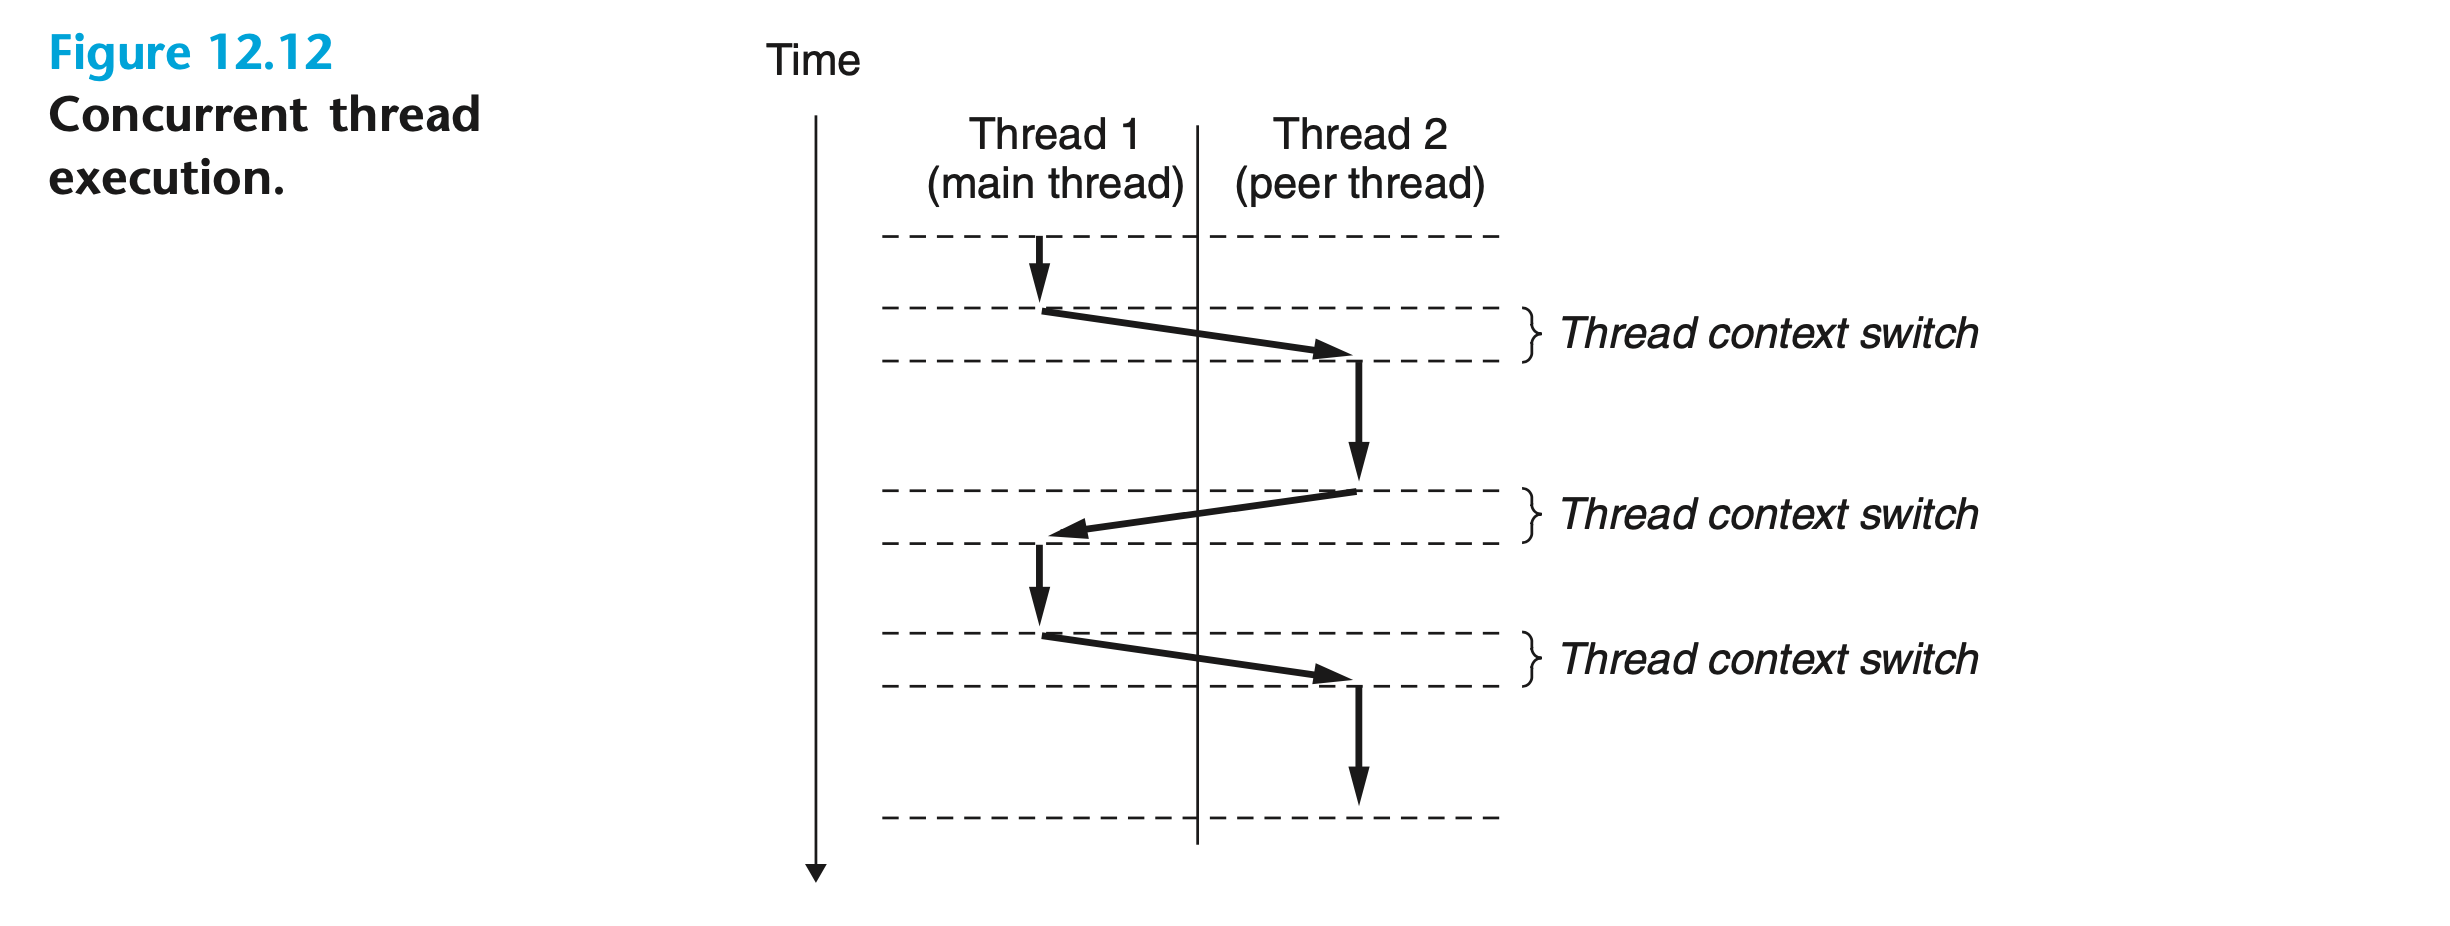 Figure 12.12
Concurrent thread
execution.
Time
Thread 1
(main thread)
Thread 2
(peer thread)
Thread context switch
Thread context switch
Thread context switch